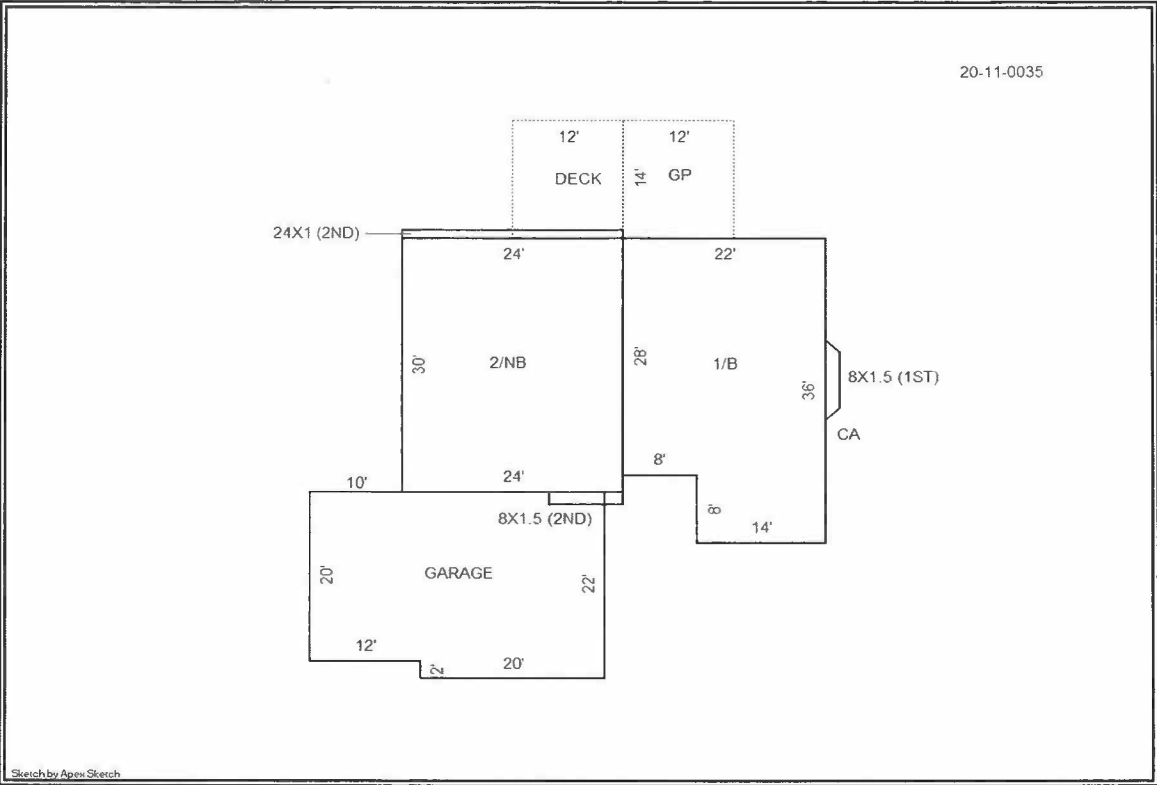 20-11-0035
12' 12'
DECK 14' GP
24X1 (2ND)
24' 22'
30' 2/NB 28' 1/B 36' 8X1.5 (1ST)
CA
8'
10' 24'
8X1.5 (2ND) 8' 14'
20' GARAGE 22'
12' 2' 20'
Sketch by Apex Sketch